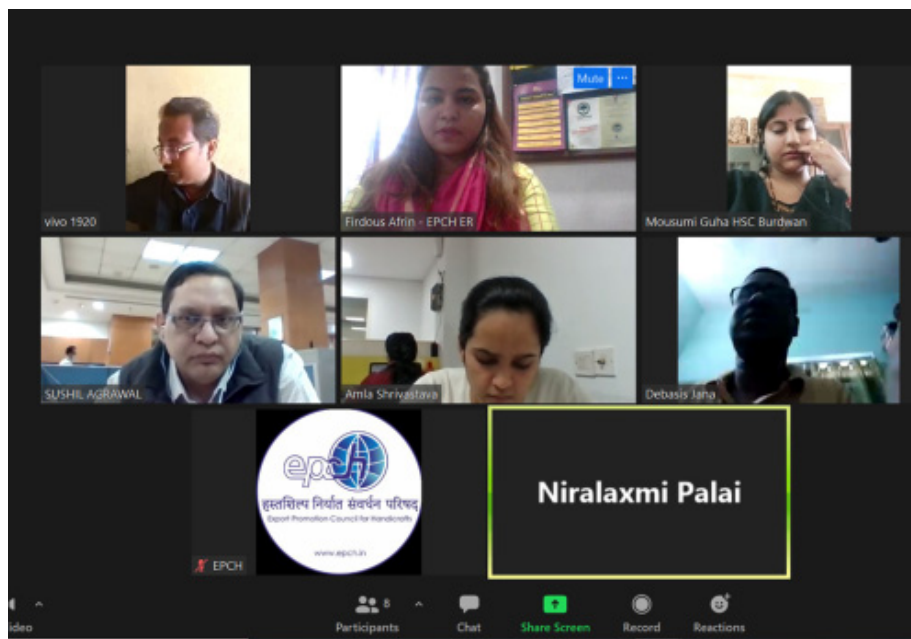 Mute ...
vivo 1920
Firdous Afrin - EPCH ER
Mousumi Guha HSC Burdwan
SUSHIL AGRAWAL
Amla Shrivastava
Debasis Jana
epch
हस्तशिल्प निर्यात संवर्धन परिषद
Export Promotion Council for Handicrafts
www.epch.in
EPCH
Niralaxmi Palai
8
Participants
Chat
Share Screen
Record
Reactions